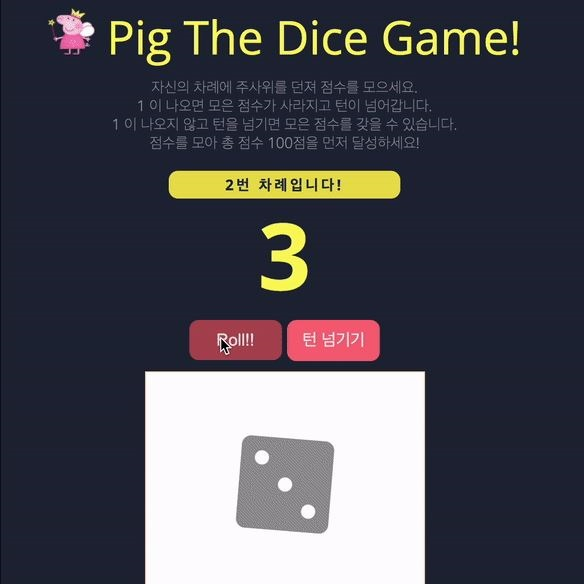 Pig The Dice Game!
자신의 차례에 주사위를 던져 점수를 모으세요.
1 이 나오면 모은 점수가 사라지고 턴이 넘어갑니다.
1 이 나오지 않고 턴을 넘기면 모은 점수를 갖을 수 있습니다.
점수를 모아 총 점수 100점을 먼저 달성하세요!
2번 차례입니다!
3
Roll!! 턴 넘기기